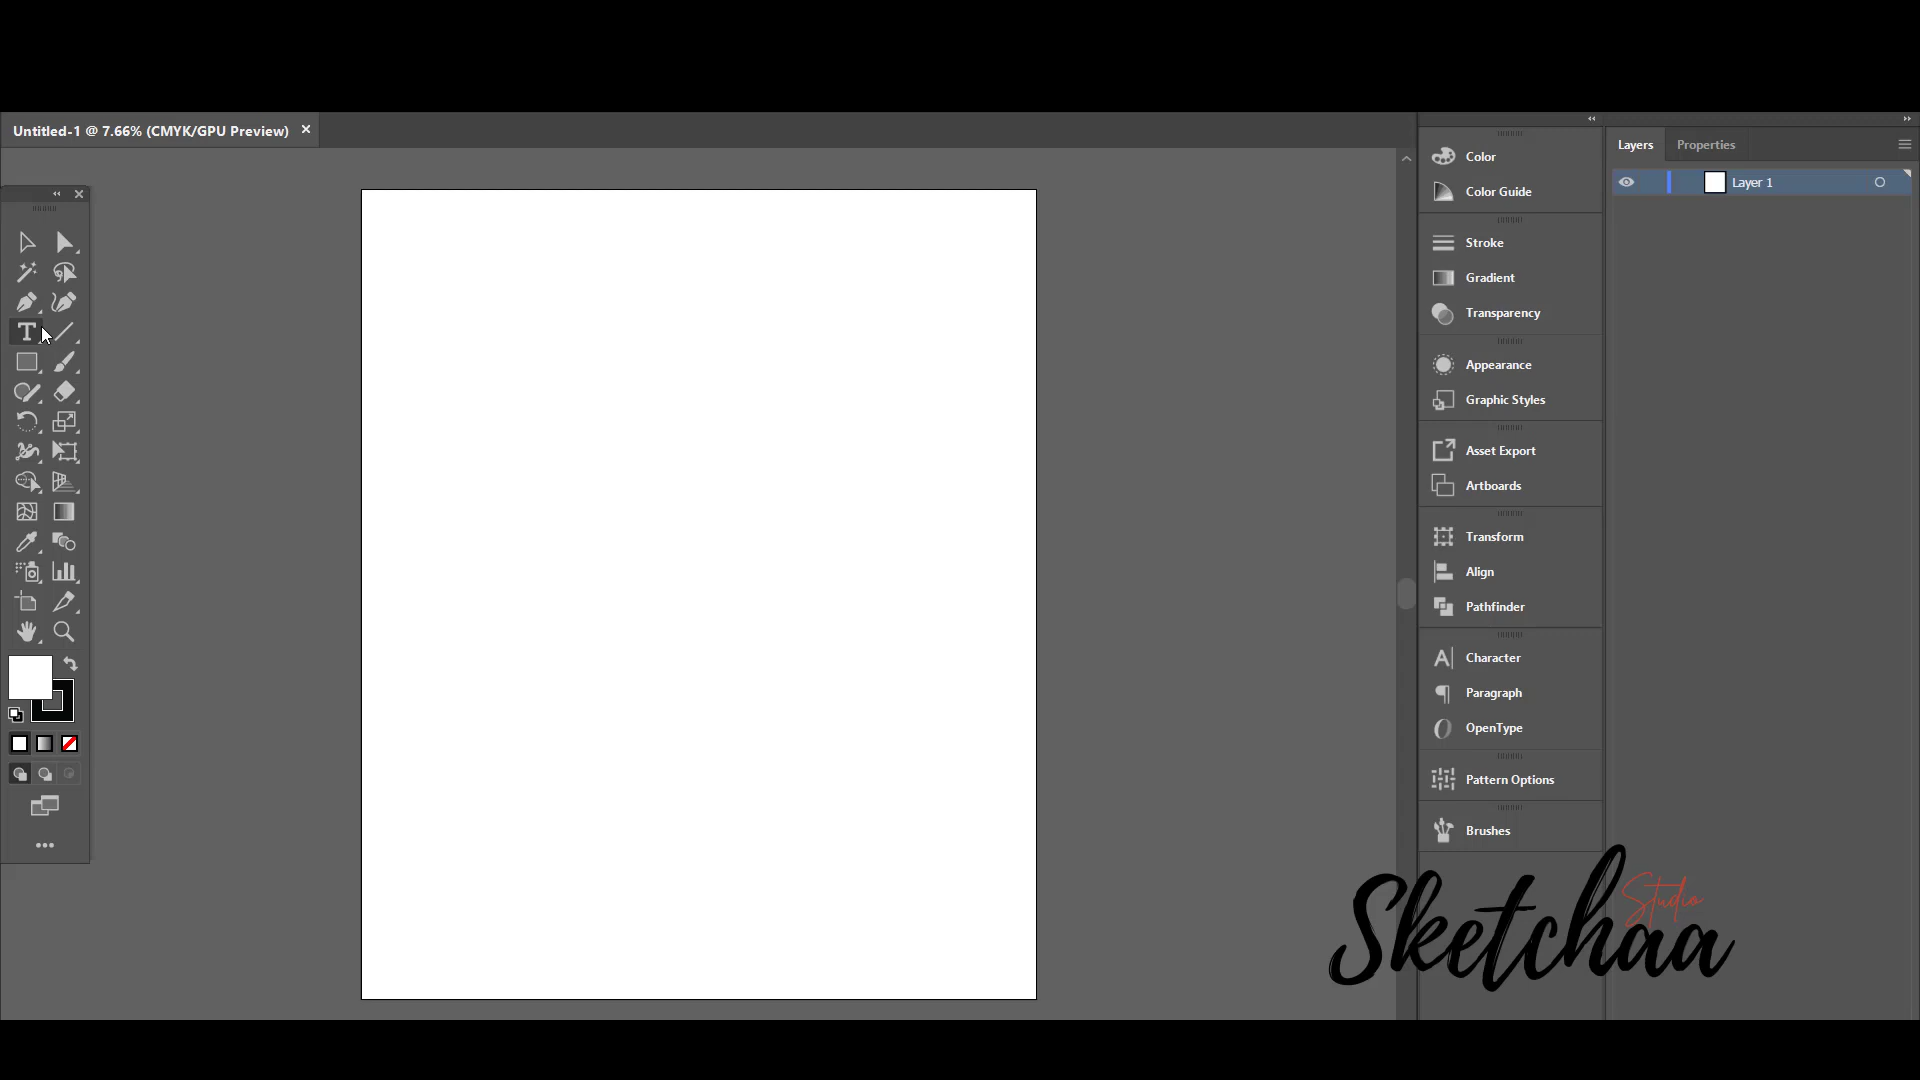 Untitled-1 @ 7.66% (CMYK/GPU Preview)
Color
Color Guide
Stroke
Gradient
Transparency
Appearance
Graphic Styles
Asset Export
Artboards
Transform
Align
Pathfinder
Character
Paragraph
OpenType
Pattern Options
Brushes
Layers
Properties
Layer 1
Studio
Sketchaa